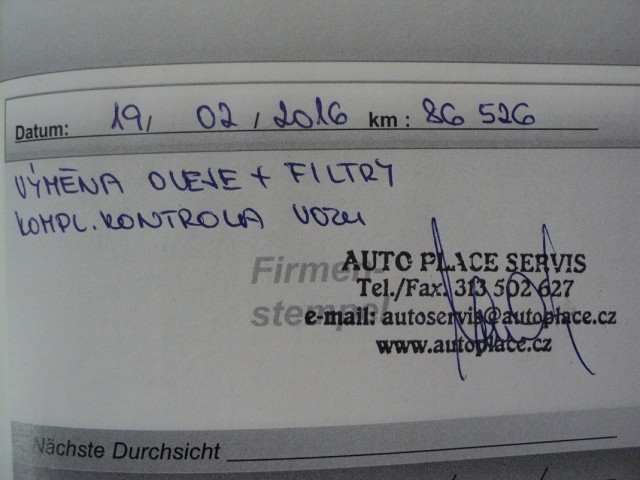 Datum: 19, 02, 2016 km: 86 526
VÝMĚNA OLEJE + FILTRY
KOMPL. KONTROLA VOZU
Firmen-
stempel
AUTO PLACE SERVIS
Tel./Fax. 313 502 627
e-mail: autoservis@autoplace.cz
www.autoplace.cz
Nächste Durchsicht